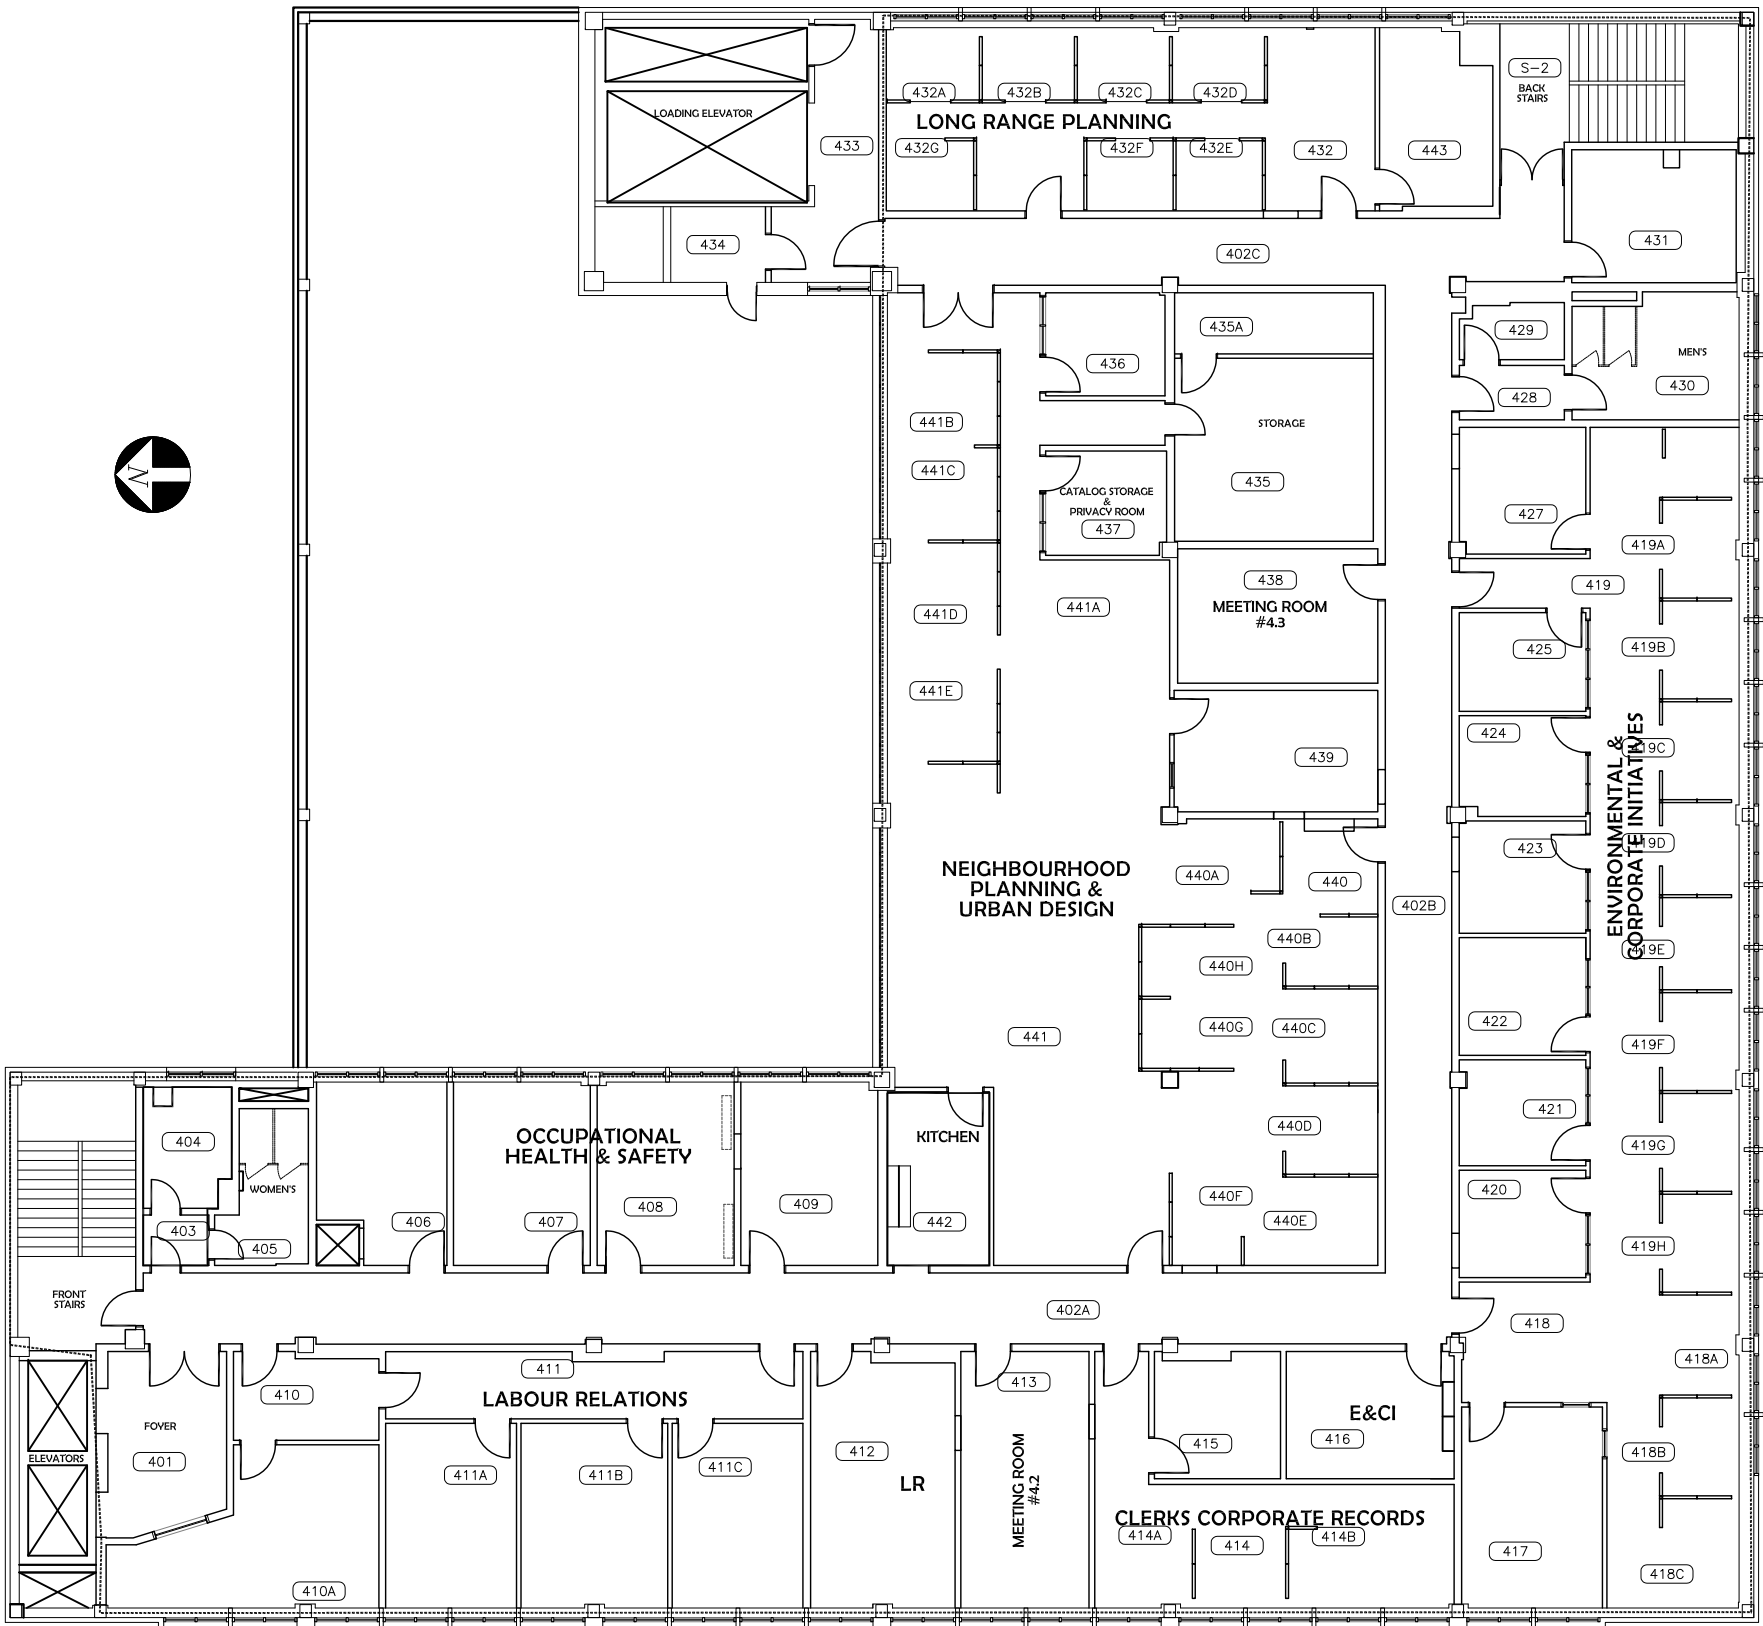 S-2
BACK
STAIRS
432A
432B
432C
432D
LOADING ELEVATOR
LONG RANGE PLANNING
433
432G
432F
432E
432
443
434
402C
431
435A
429
436
MEN'S
430
428
441B
STORAGE
441C
435
CATALOG STORAGE
&
PRIVACY ROOM
437
427
N
419A
438
419
MEETING ROOM
#4.3
441A
441D
425
419B
441E
424
439
419C
ENVIRONMENTAL &
CORPORATE INITIATIVES
423
419D
NEIGHBOURHOOD
PLANNING &
URBAN DESIGN
440A
440
402B
440B
419E
440H
422
440G
440C
441
419F
421
OCCUPATIONAL
HEALTH & SAFETY
KITCHEN
440D
404
419G
WOMEN'S
420
440F
408
409
403
406
407
442
440E
405
419H
FRONT
STAIRS
402A
418
411
418A
413
410
LABOUR RELATIONS
E&CI
FOYER
416
415
412
418B
ELEVATORS
401
411A
411B
411C
LR
MEETING ROOM
#4.2
CLERKS CORPORATE RECORDS
414A
414
414B
417
418C
410A